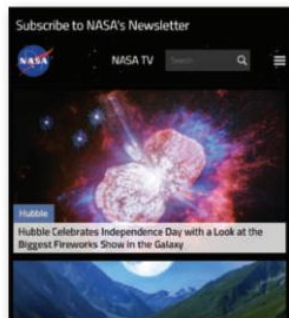 Subscribe to NASA's Newsletter
NASA
NASA TV
Search
Hubble
Hubble Celebrates Independence Day with a Look at the
Biggest Fireworks Show in the Galaxy